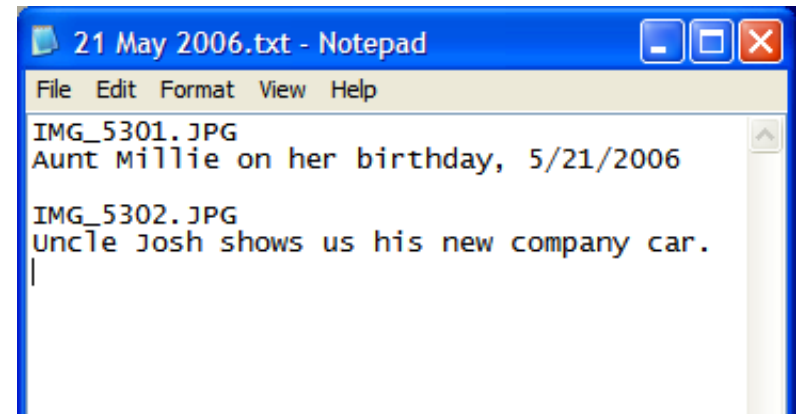 21 May 2006.txt - Notepad
File Edit Format View Help
IMG_5301.JPG
Aunt Millie on her birthday, 5/21/2006
IMG_5302.JPG
Uncle Josh shows us his new company car.